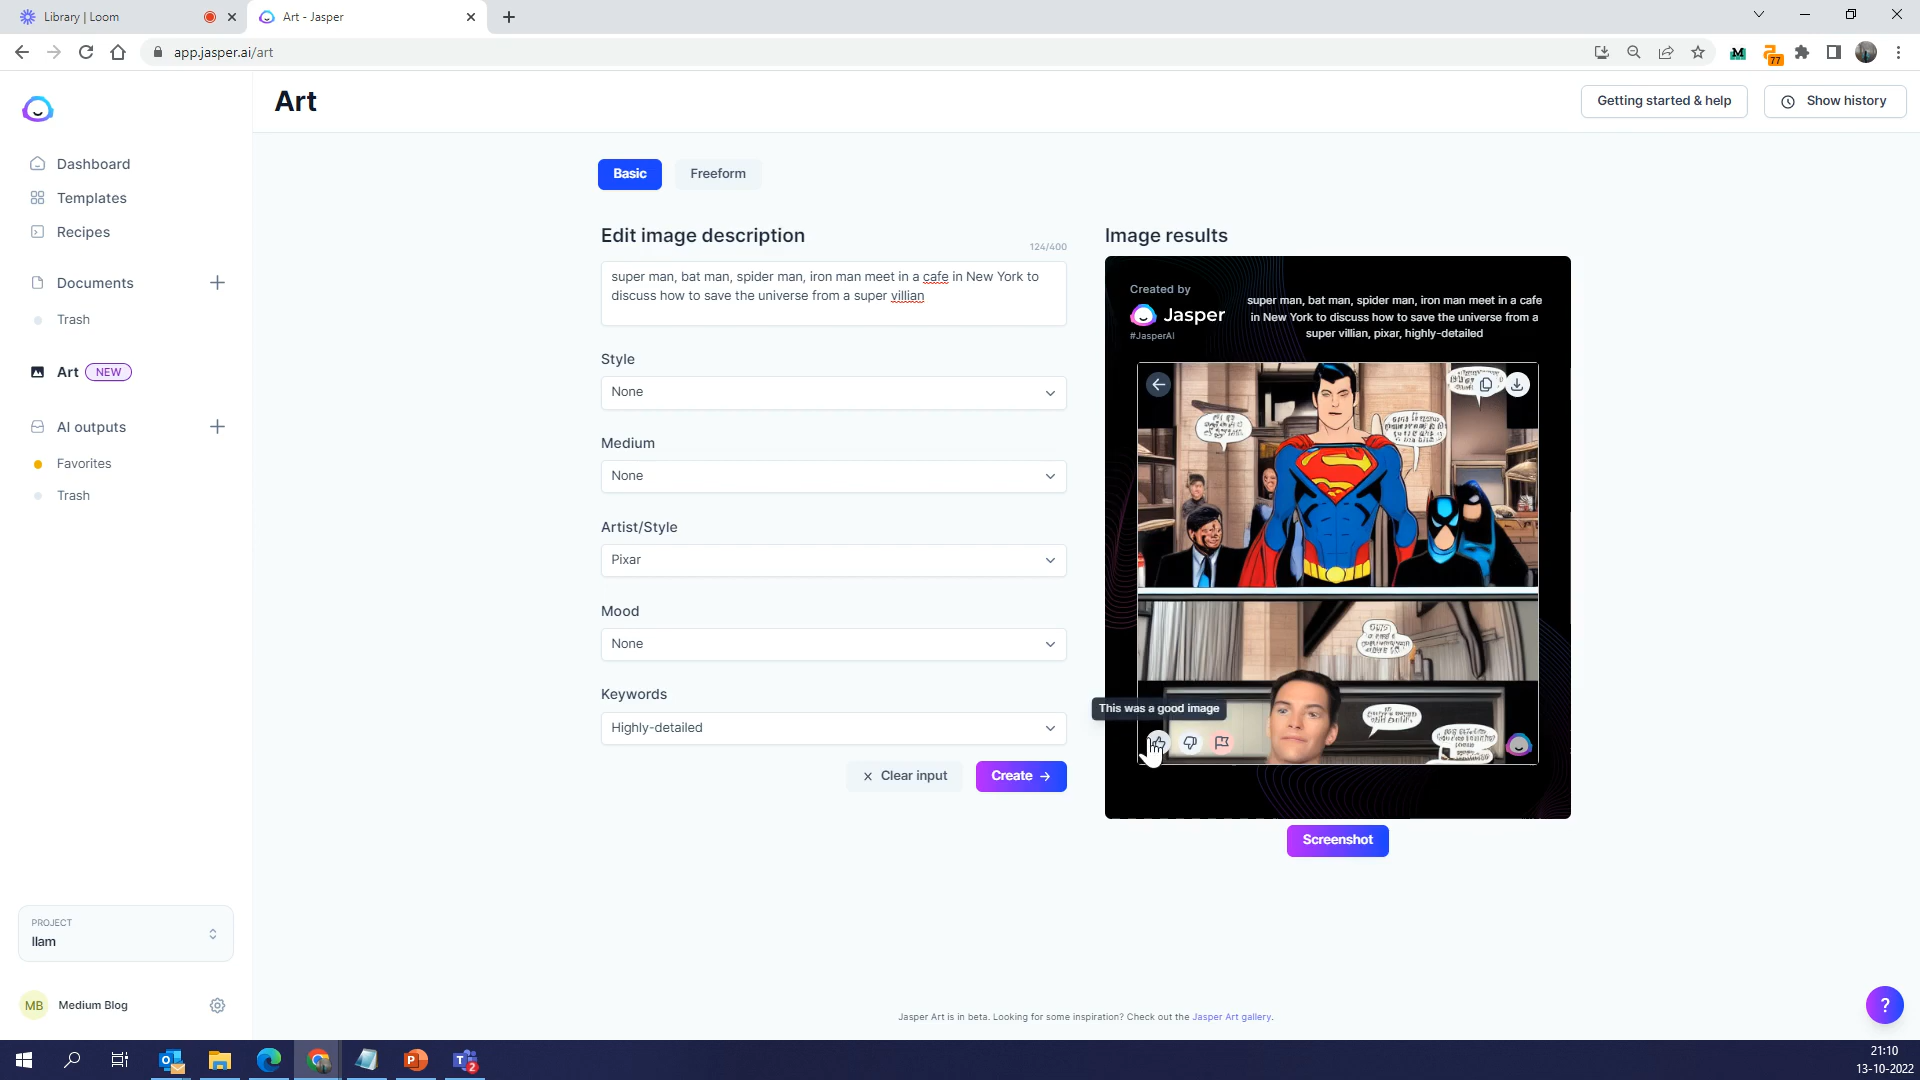 Library | Loom
Art - Jasper
app.jasper.ai/art
77
Art
Getting started & help
Show history
Dashboard
Templates
Recipes
Documents
Trash
Art NEW
AI outputs
Favorites
Trash
PROJECT
MB Medium Blog
Basic
Freeform
Edit image description
124/400
super man, bat man, spider man, iron man meet in a cafe in New York to
discuss how to save the universe from a super villian
Style
None
Medium
None
Artist/Style
Pixar
Mood
None
Keywords
Highly-detailed
Clear input
Create
Image results
Created by
Jasper
#JasperAI
super man, bat man, spider man, iron man meet in a cafe
in New York to discuss how to save the universe from a
super villian, pixar, highly-detailed
This was a good image
Screenshot
Jasper Art is in beta. Looking for some inspiration? Check out the Jasper Art gallery.
?
2
21:10
13-10-2022